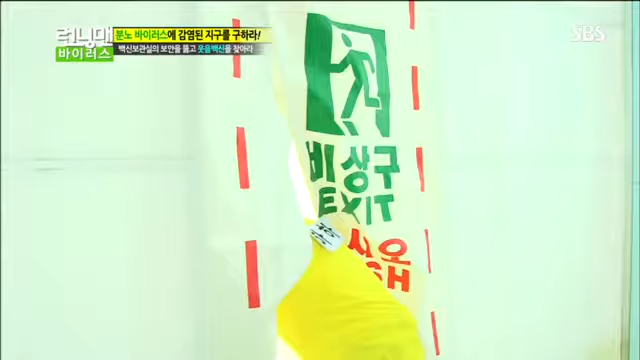 런닝맨
바이러스
분노 바이러스에 감염된 지구를 구하라!
백신보관실의 보안을 뚫고 웃음백신을 찾아라
SBS
비상구
EXIT